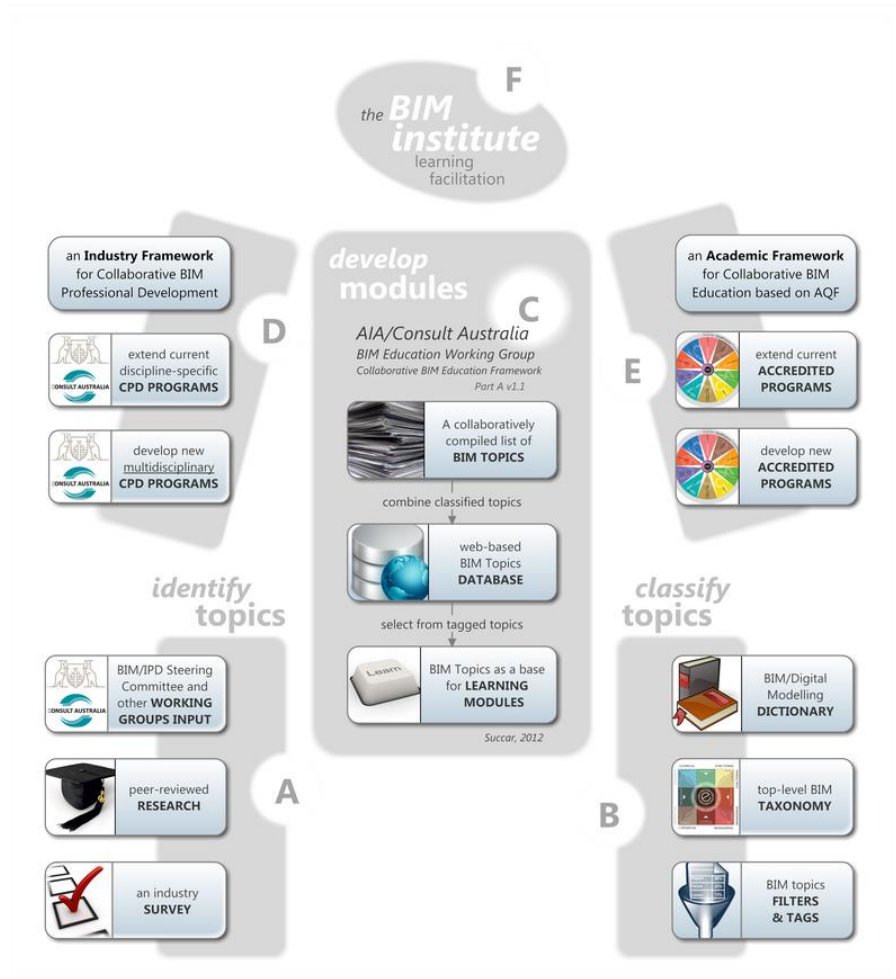 F
the BIM
institute
learning
facilitation
an Industry Framework
for Collaborative BIM
Professional Development
D
extend current
discipline-specific
CPD PROGRAMS
CONSULT AUSTRALIA
develop new
multidisciplinary
CPD PROGRAMS
CONSULT AUSTRALIA
develop
modules
C
AIA/Consult Australia
BIM Education Working Group
Collaborative BIM Education Framework
Part A v1.1
A collaboratively
compiled list of
BIM TOPICS
combine classified topics
web-based
BIM Topics
DATABASE
select from tagged topics
Learn
BIM Topics as a base
for LEARNING
MODULES
Succar, 2012
an Academic Framework
for Collaborative BIM
Education based on AQF
E
extend current
ACCREDITED
PROGRAMS
develop new
ACCREDITED
PROGRAMS
identify
topics
BIM/IPD Steering
Committee and
other WORKING
GROUPS INPUT
CONSULT AUSTRALIA
peer-reviewed
RESEARCH
A
an industry
SURVEY
classify
topics
BIM/Digital
Modelling
DICTIONARY
top-level BIM
TAXONOMY
B
BIM topics
FILTERS
& TAGS